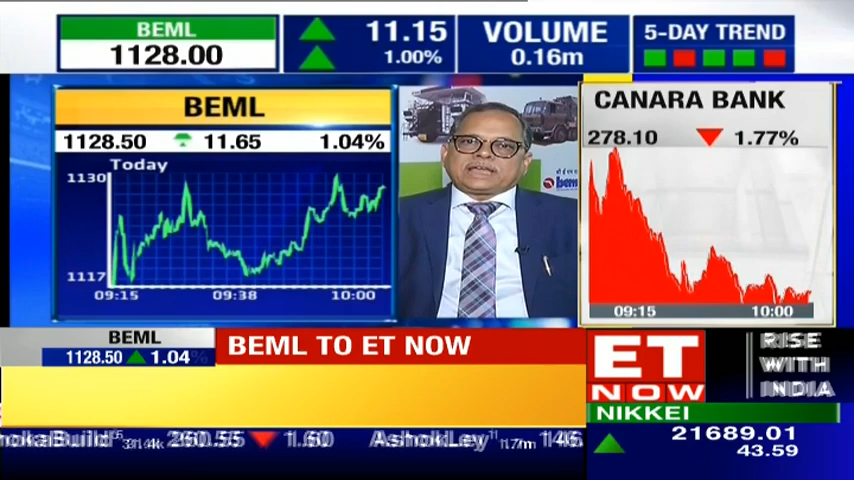 BEML
1128.00
11.15
1.00%
VOLUME
0.16m
5-DAY TREND
BEML
1128.50 11.65 1.04%
Today
1130
1117
09:15 09:38 10:00
CANARA BANK
278.10 1.77%
09:15 10:00
BEML
1128.50 1.04%
BEML TO ET NOW
ET
NOW
RISE
WITH
INDIA
NIKKEI
21689.01
43.59
260.55 1.60 AshokLey 1.7m 146